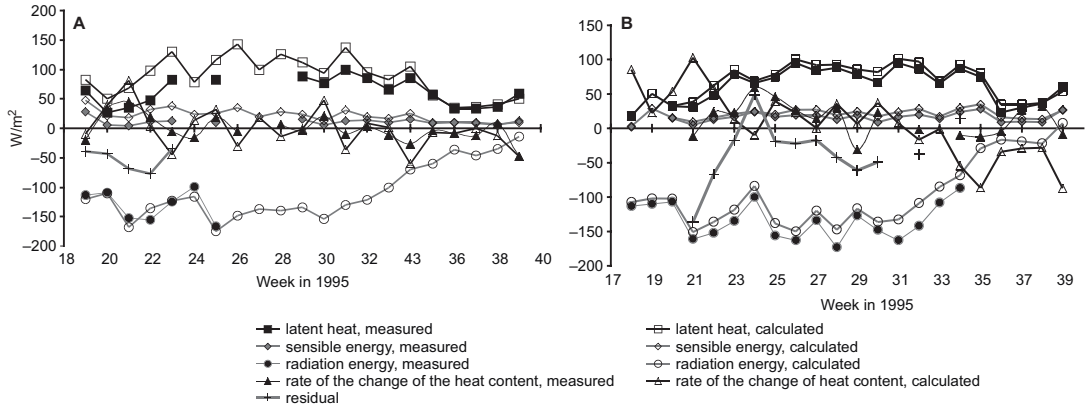 A
200
150
100
50
0
–50
–100
–150
–200
W/m2
18 20 22 24 26 28 30 32 43 36 38 40
Week in 1995
B
150
100
50
0
–50
–100
–150
–200
17 19 21 23 25 27 29 31 33 35 37 39
Week in 1995
latent heat, measured
sensible energy, measured
radiation energy, measured
rate of the change of the heat content, measured
residual
latent heat, calculated
sensible energy, calculated
radiation energy, calculated
rate of the change of heat content, calculated